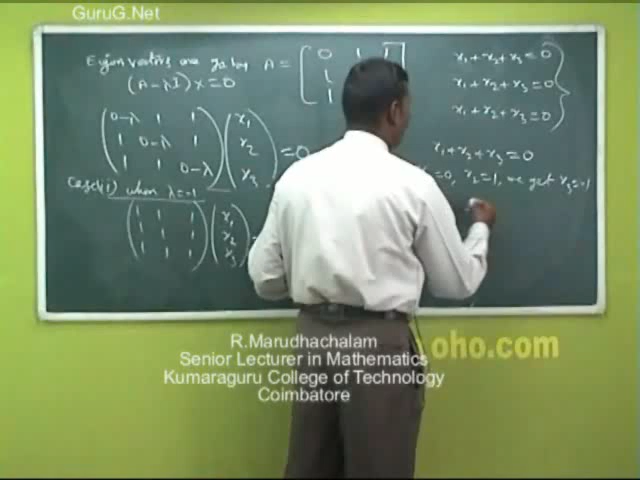 GuruG.Net
Eigen vectors are gn by A = [ 0 1 1
1
1
(A - λI) X = 0
( 0-λ 1 1 ) ( x1 )
( 1 0-λ 1 ) ( x2 ) = 0
( 1 1 0-λ ) ( x3 )
Case(i) when λ = -1
( 1 1 1 ) ( x1 )
( 1 1 1 ) ( x2 ) =
( 1 1 1 ) ( x3 )
x1 + x2 + x3 = 0
x1 + x2 + x3 = 0
x1 + x2 + x3 = 0
x1 + x2 + x3 = 0
=0, x2 = 1, we get x3 = -1
oho.com
R.Marudhachalam
Senior Lecturer in Mathematics
Kumaraguru College of Technology
Coimbatore